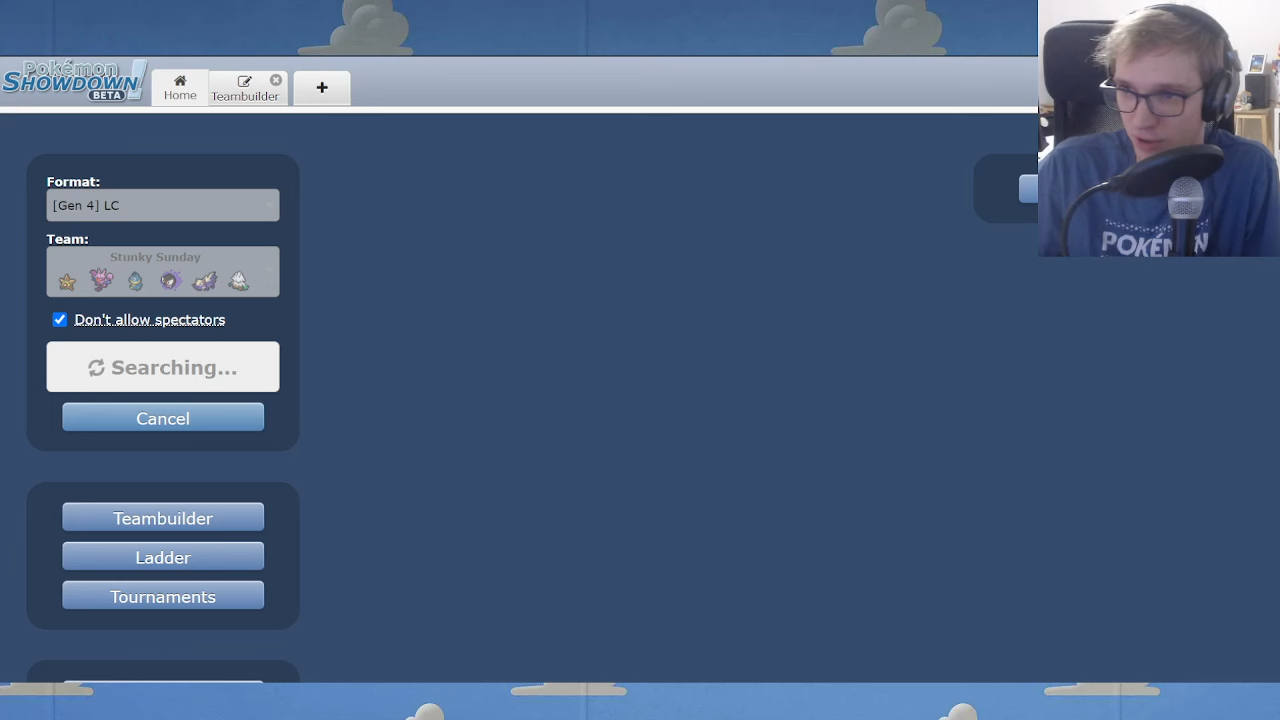 Pokémon
SHOWDOWN!
BETA
Home
Teambuilder
+
Format:
[Gen 4] LC
Team:
Stunky Sunday
Don't allow spectators
Searching...
Cancel
Teambuilder
Ladder
Tournaments
POKÉMON